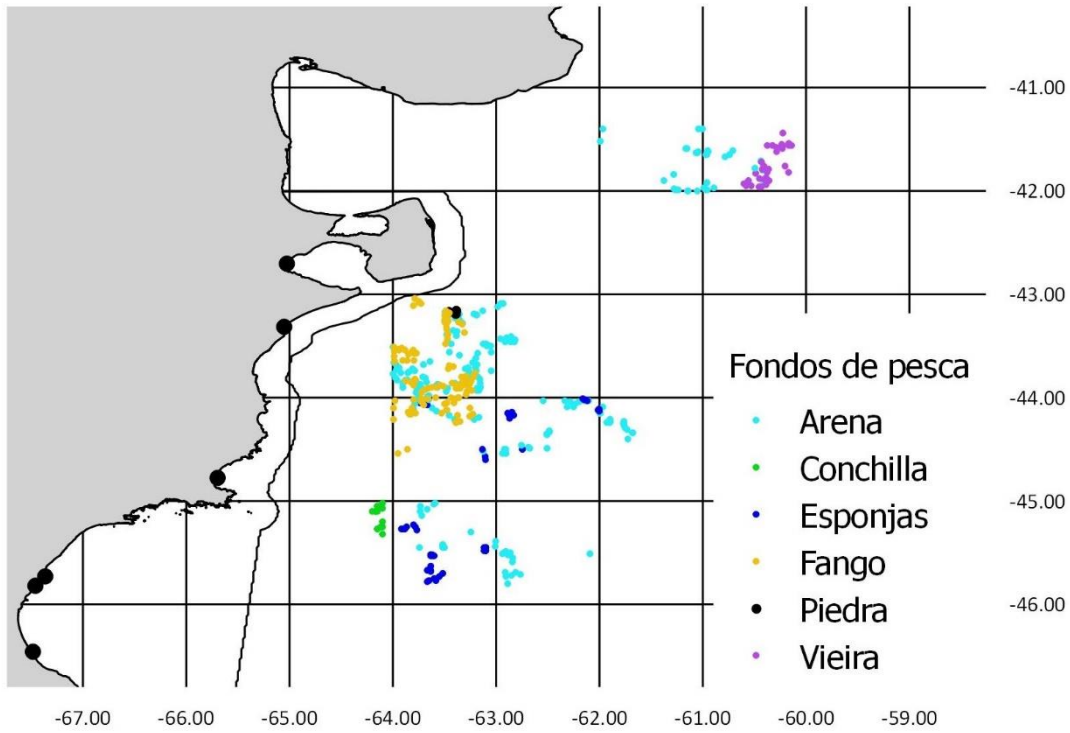 -41.00
-42.00
-43.00
Fondos de pesca
-44.00
Arena
Conchilla
-45.00
Esponjas
Fango
-46.00
Piedra
Vieira
-67.00 -66.00 -65.00 -64.00 -63.00 -62.00 -61.00 -60.00 -59.00